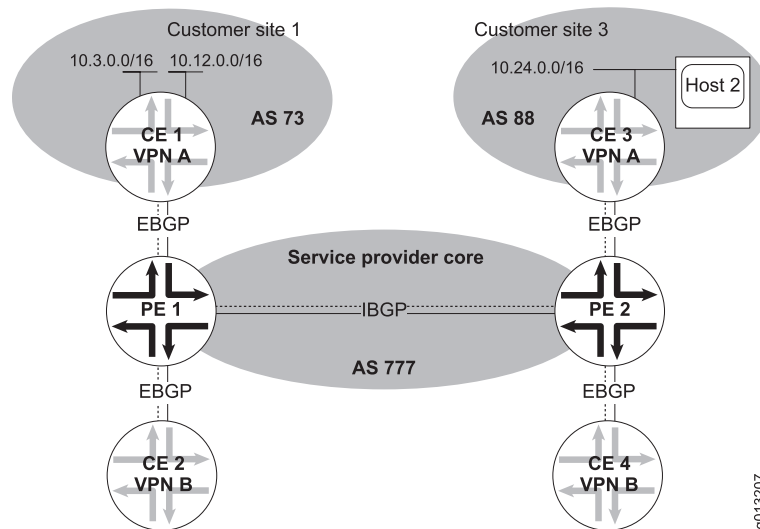 Customer site 1
Customer site 3
10.3.0.0/16
10.12.0.0/16
10.24.0.0/16
Host 2
AS 73
AS 88
CE 1
VPN A
CE 3
VPN A
EBGP
EBGP
Service provider core
PE 1
IBGP
PE 2
AS 777
EBGP
EBGP
CE 2
VPN B
CE 4
VPN B
g013207